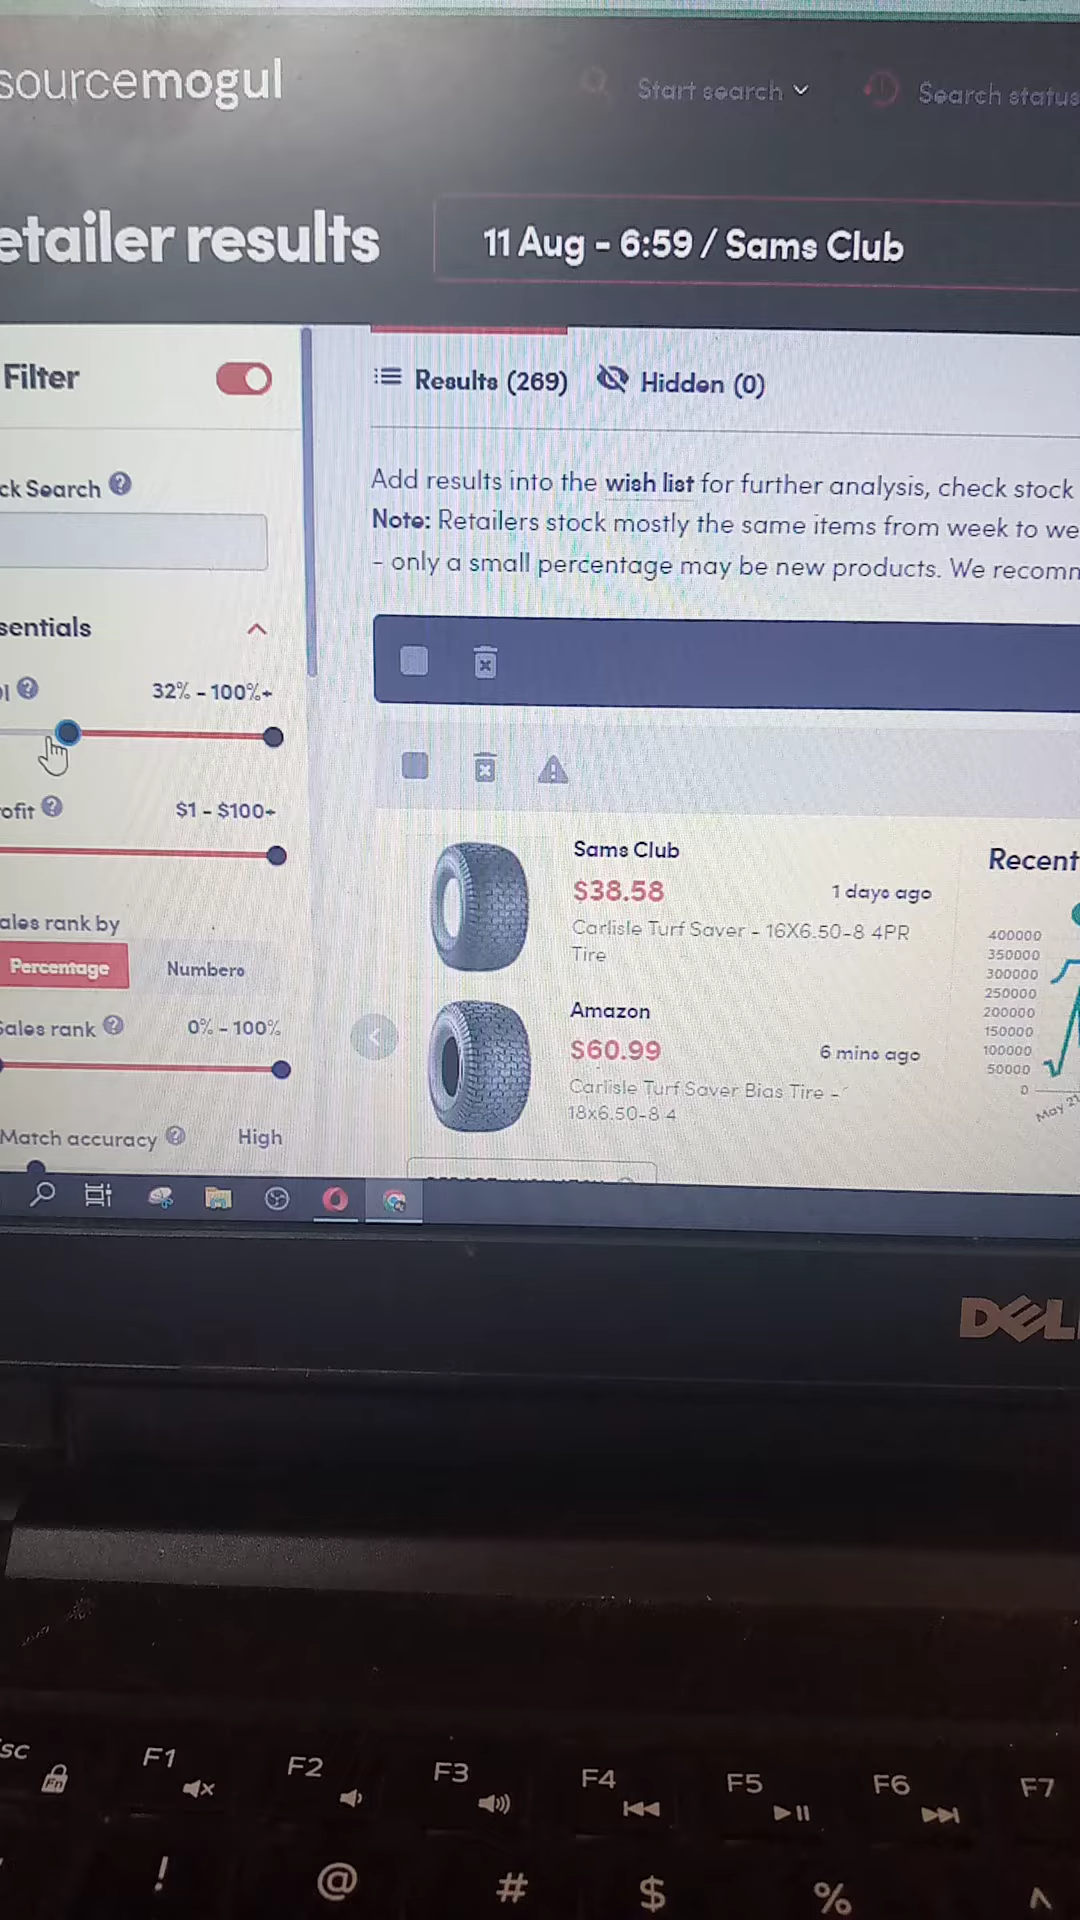 sourcemogul
Start search
Search status
etailer results
11 Aug - 6:59 / Sams Club
Filter
Results (269)
Hidden (0)
ck Search
Add results into the wish list for further analysis, check stock
Note: Retailers stock mostly the same items from week to we
- only a small percentage may be new products. We recomm
sentials
OI
32% - 100%+
ofit
$1 - $100+
Sams Club
$38.58
1 days ago
Carlisle Turf Saver - 16X6.50-8 4PR
Tire
Recent
400000
350000
300000
250000
200000
150000
100000
50000
0
May 21
ales rank by
Percentage
Numbers
Sales rank
0% - 100%
Amazon
$60.99
6 mins ago
Carlisle Turf Saver Bias Tire -
18x6.50-8 4
Match accuracy
High
DELL
sc
Fn
F1
F2
F3
F4
F5
F6
F7
!
@
#
$
%
^